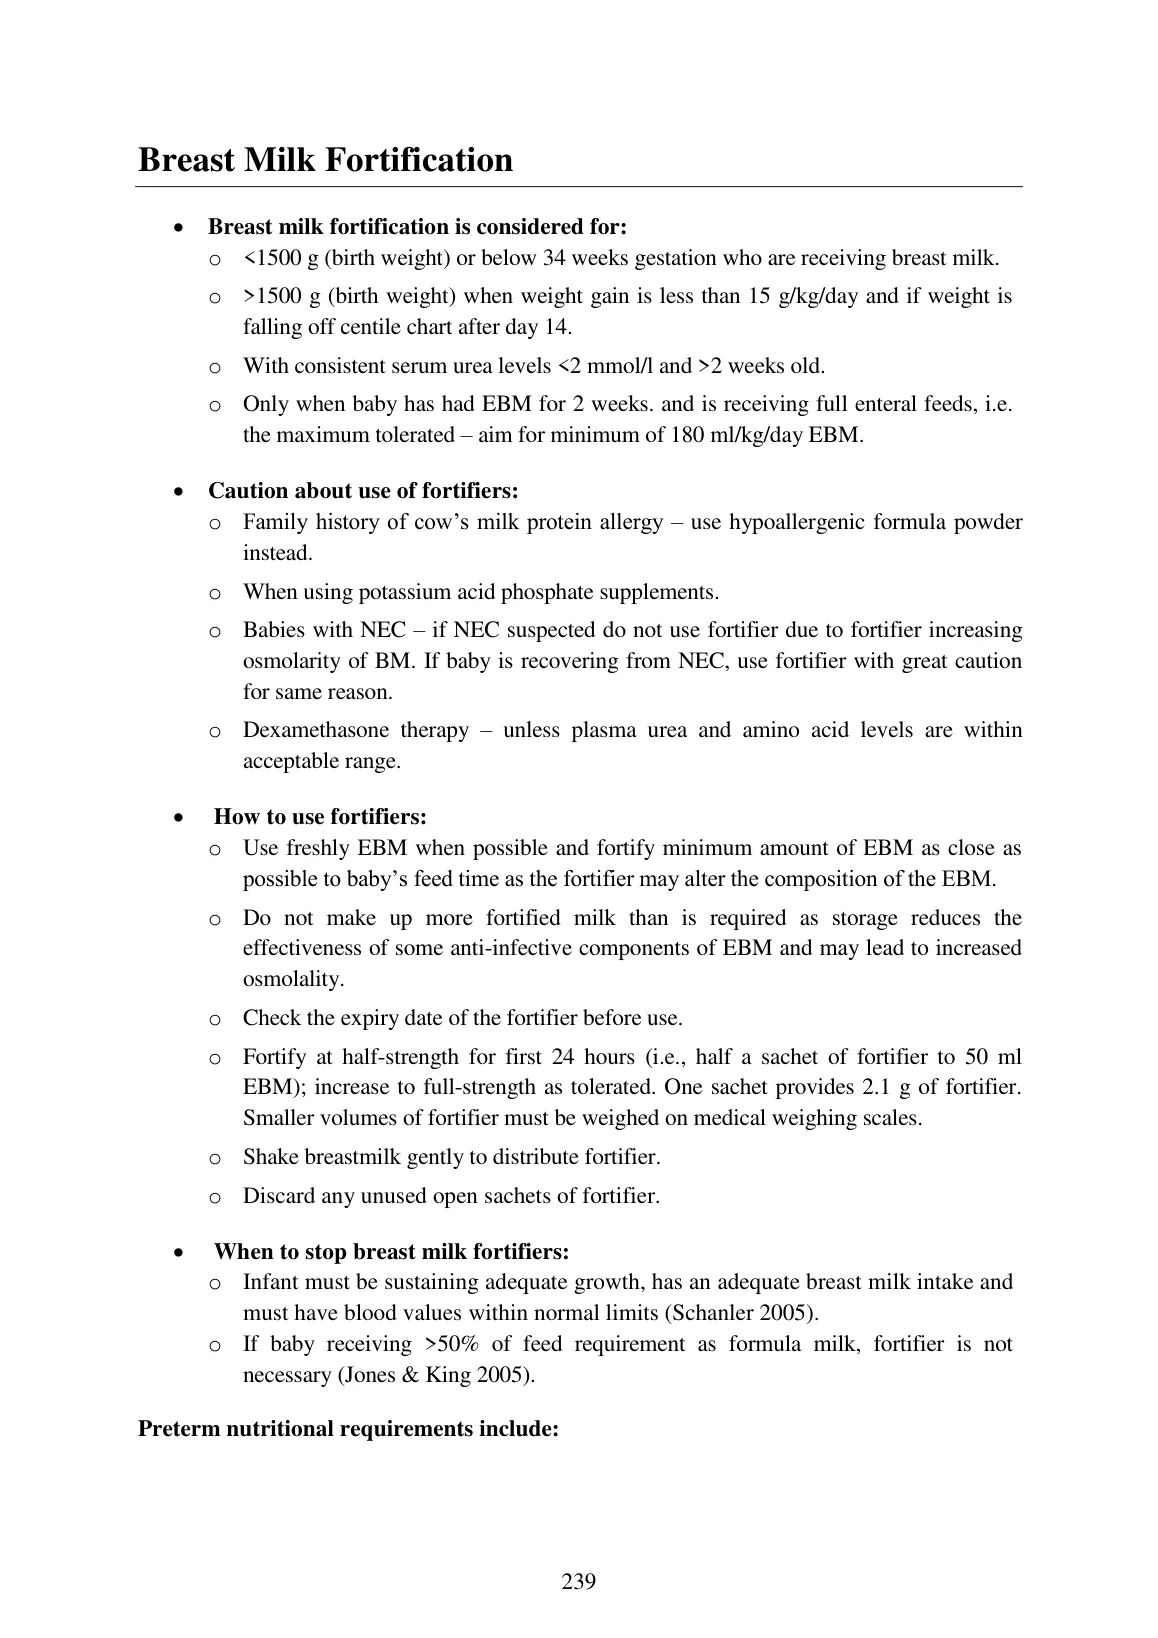 Breast Milk Fortification
• Breast milk fortification is considered for:
o <1500 g (birth weight) or below 34 weeks gestation who are receiving breast milk.
o >1500 g (birth weight) when weight gain is less than 15 g/kg/day and if weight is
falling off centile chart after day 14.
o With consistent serum urea levels <2 mmol/l and >2 weeks old.
o Only when baby has had EBM for 2 weeks. and is receiving full enteral feeds, i.e.
the maximum tolerated – aim for minimum of 180 ml/kg/day EBM.
• Caution about use of fortifiers:
o Family history of cow’s milk protein allergy – use hypoallergenic formula powder
instead.
o When using potassium acid phosphate supplements.
o Babies with NEC – if NEC suspected do not use fortifier due to fortifier increasing
osmolarity of BM. If baby is recovering from NEC, use fortifier with great caution
for same reason.
o Dexamethasone therapy – unless plasma urea and amino acid levels are within
acceptable range.
• How to use fortifiers:
o Use freshly EBM when possible and fortify minimum amount of EBM as close as
possible to baby’s feed time as the fortifier may alter the composition of the EBM.
o Do not make up more fortified milk than is required as storage reduces the
effectiveness of some anti-infective components of EBM and may lead to increased
osmolality.
o Check the expiry date of the fortifier before use.
o Fortify at half-strength for first 24 hours (i.e., half a sachet of fortifier to 50 ml
EBM); increase to full-strength as tolerated. One sachet provides 2.1 g of fortifier.
Smaller volumes of fortifier must be weighed on medical weighing scales.
o Shake breastmilk gently to distribute fortifier.
o Discard any unused open sachets of fortifier.
• When to stop breast milk fortifiers:
o Infant must be sustaining adequate growth, has an adequate breast milk intake and
must have blood values within normal limits (Schanler 2005).
o If baby receiving >50% of feed requirement as formula milk, fortifier is not
necessary (Jones & King 2005).
Preterm nutritional requirements include:
239